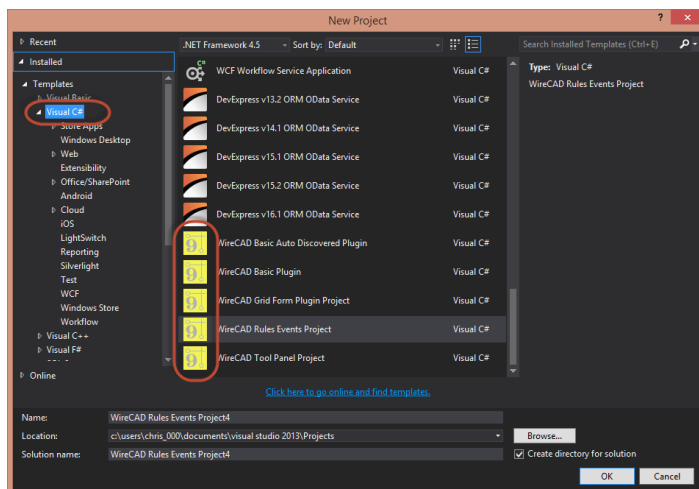 New Project
? x
Recent
Installed
Templates
Visual Basic
Visual C#
Store Apps
Windows Desktop
Web
Extensibility
Office/SharePoint
Android
Cloud
iOS
LightSwitch
Reporting
Silverlight
Test
WCF
Windows Store
Workflow
Visual C++
Visual F#
Online
.NET Framework 4.5 Sort by: Default
Search Installed Templates (Ctrl+E)
WCF Workflow Service Application Visual C#
DevExpress v13.2 ORM OData Service Visual C#
DevExpress v14.1 ORM OData Service Visual C#
DevExpress v15.1 ORM OData Service Visual C#
DevExpress v15.2 ORM OData Service Visual C#
DevExpress v16.1 ORM OData Service Visual C#
9 WireCAD Basic Auto Discovered Plugin Visual C#
9 WireCAD Basic Plugin Visual C#
9 WireCAD Grid Form Plugin Project Visual C#
9 WireCAD Rules Events Project Visual C#
9 WireCAD Tool Panel Project Visual C#
Click here to go online and find templates.
Type: Visual C#
WireCAD Rules Events Project
Name: WireCAD Rules Events Project4
Location: c:\users\chris_000\documents\visual studio 2013\Projects Browse...
Solution name: WireCAD Rules Events Project4
Create directory for solution
OK Cancel